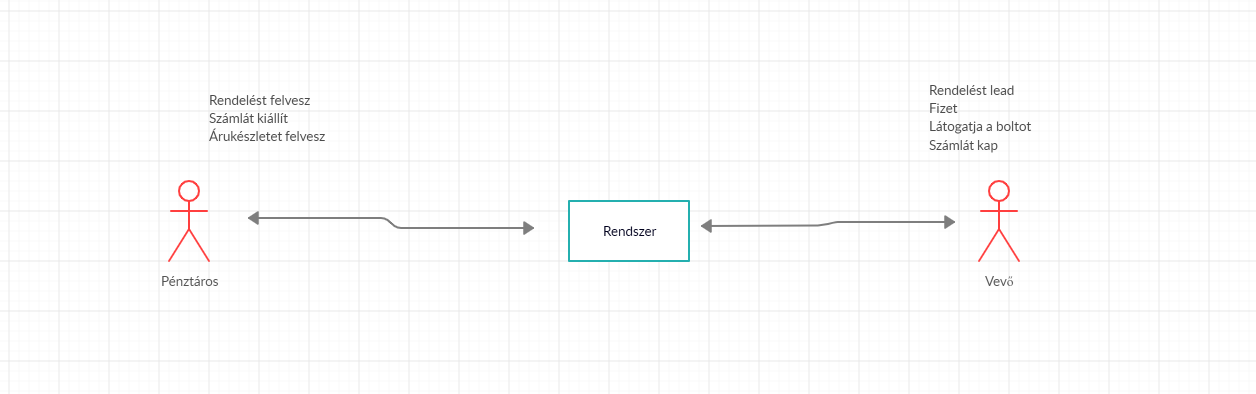 Rendelést felvesz
Számlát kiállít
Árukészletet felvesz
Rendelést lead
Fizet
Látogatja a boltot
Számlát kap
Rendszer
Pénztáros
Vevő